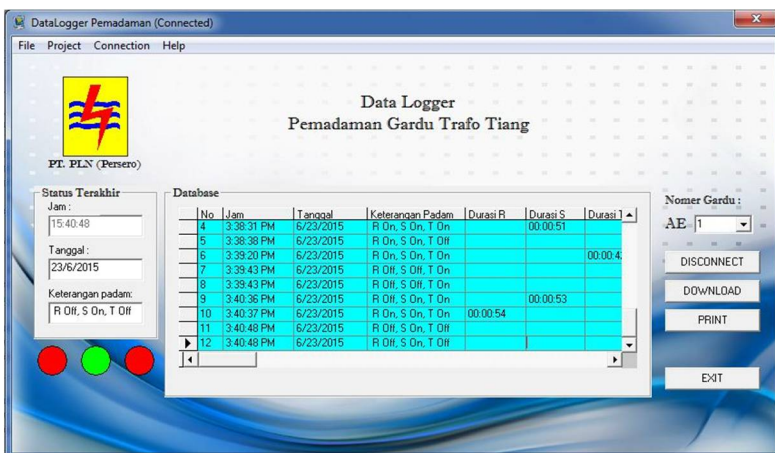 DataLogger Pemadaman (Connected)
File Project Connection Help
Data Logger
Pemadaman Gardu Trafo Tiang
PT. PLN (Persero)
Status Terakhir
Jam :
15:40:48
Tanggal :
23/6/2015
Keterangan padam:
R Off, S On, T Off
Database
No Jam Tanggal Keterangan Padam Durasi R Durasi S Durasi T
4 3:38:31 PM 6/23/2015 R On, S On, T On 00:00:51
5 3:38:38 PM 6/23/2015 R On, S On, T Off
6 3:39:20 PM 6/23/2015 R On, S On, T On 00:00:4
7 3:39:43 PM 6/23/2015 R Off, S Off, T On
8 3:39:43 PM 6/23/2015 R Off, S Off, T On
9 3:40:36 PM 6/23/2015 R Off, S On, T On 00:00:53
10 3:40:37 PM 6/23/2015 R On, S On, T On 00:00:54
11 3:40:48 PM 6/23/2015 R Off, S On, T Off
12 3:40:48 PM 6/23/2015 R Off, S On, T Off
Nomer Gardu :
AE 1
DISCONNECT
DOWNLOAD
PRINT
EXIT